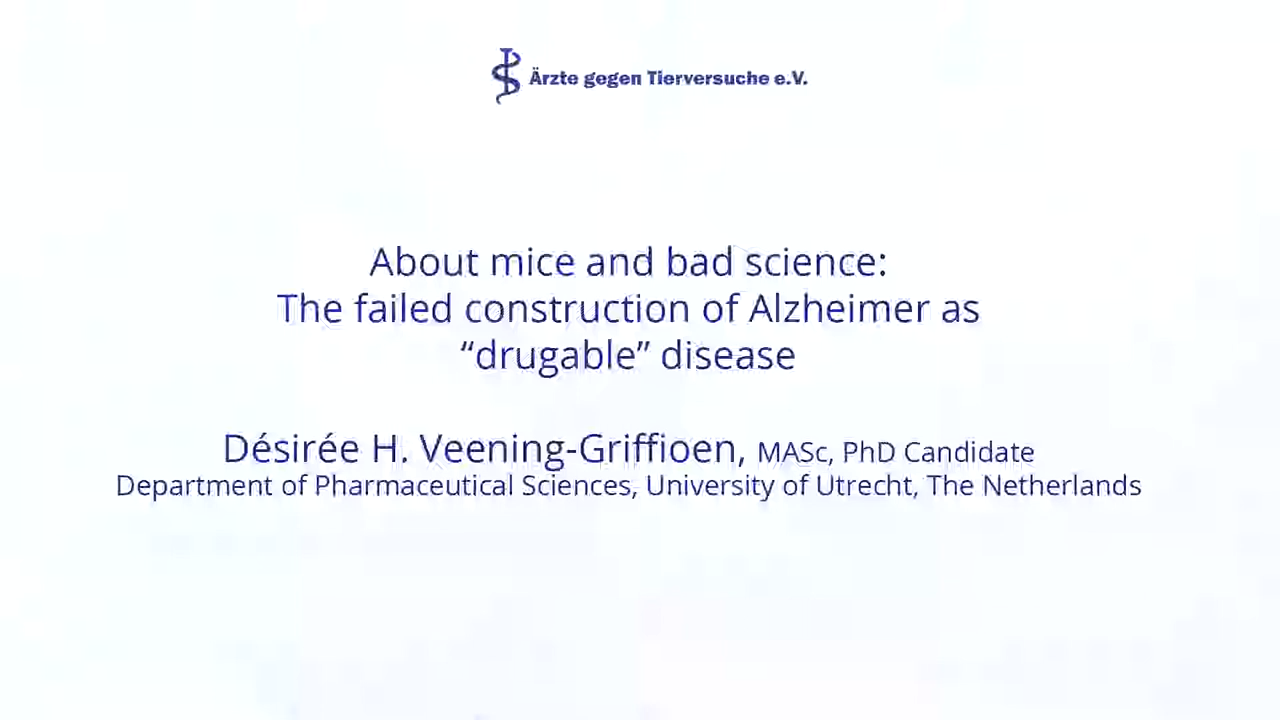 Ärzte gegen Tierversuche e.V.
About mice and bad science:
The failed construction of Alzheimer as
“drugable” disease
Désirée H. Veening-Griffioen, MASc, PhD Candidate
Department of Pharmaceutical Sciences, University of Utrecht, The Netherlands